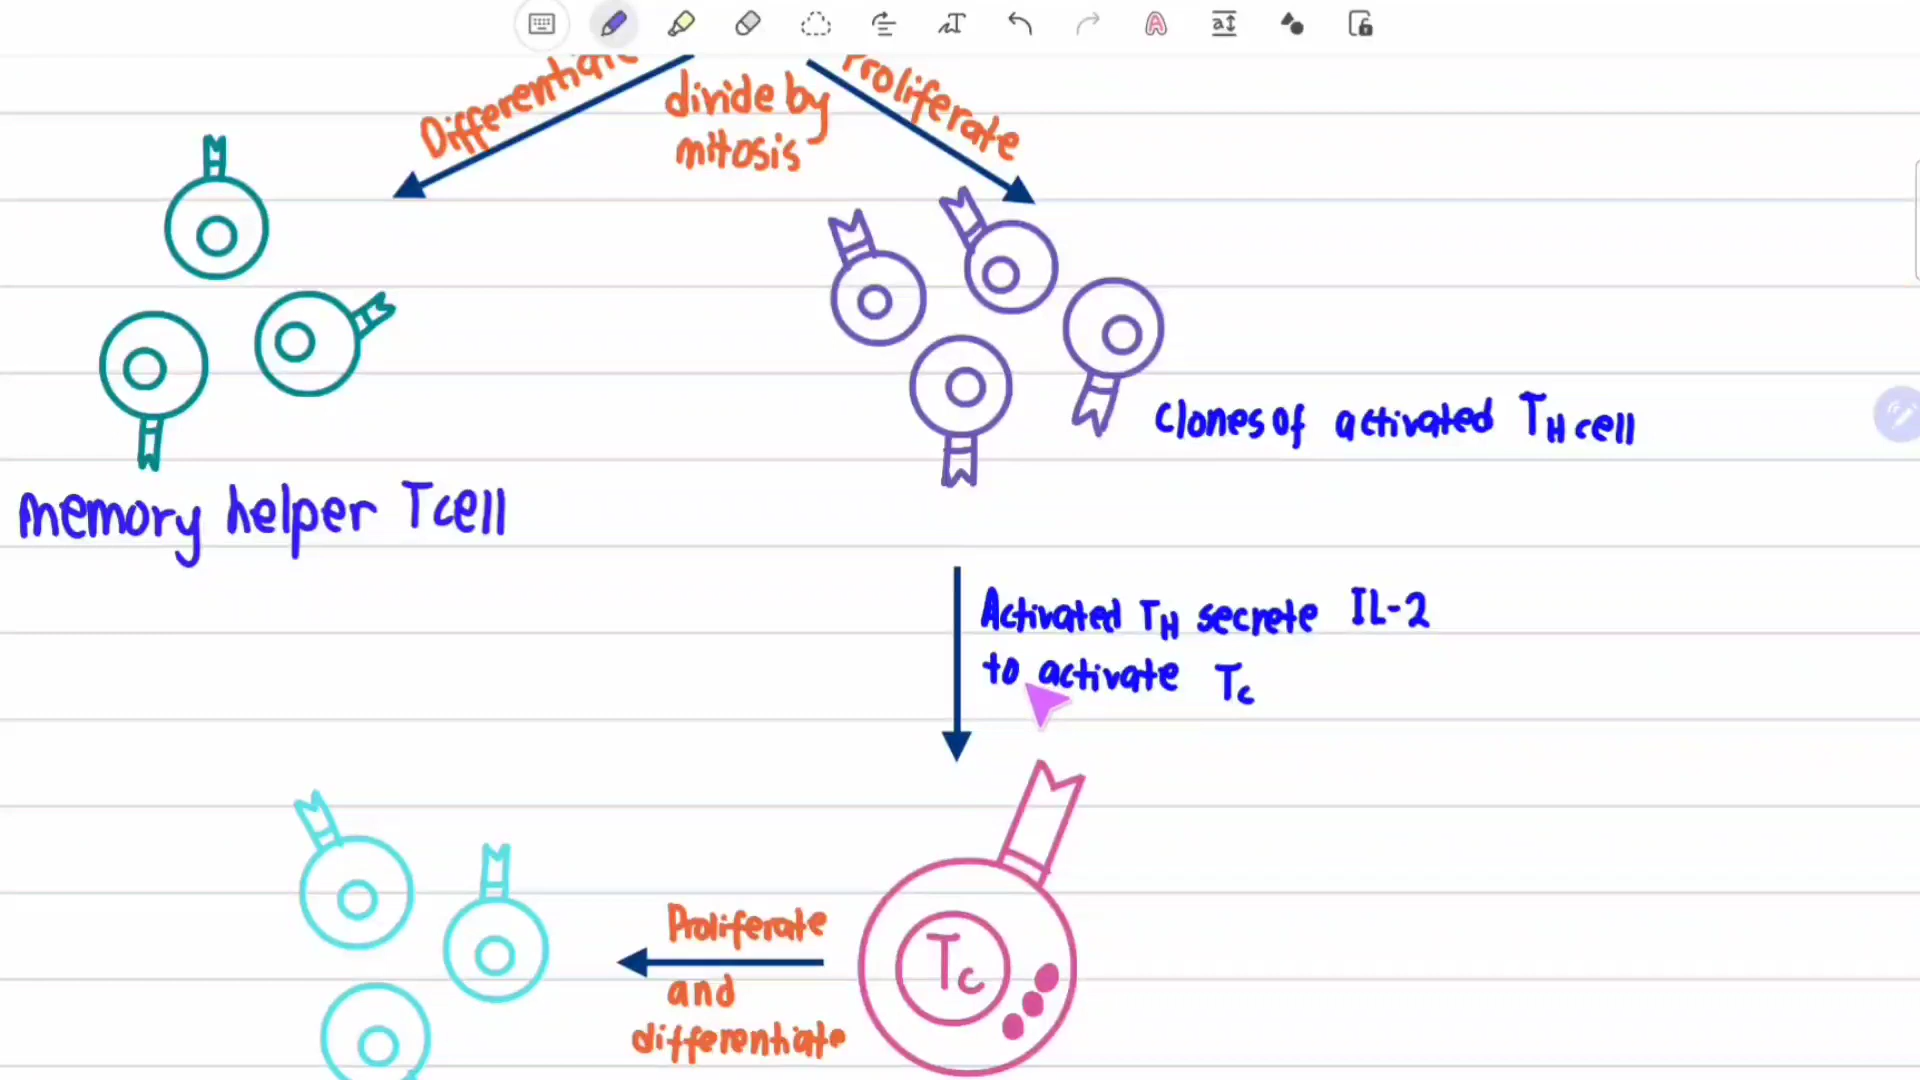 Differentiate
divide by
mitosis
Proliferate
clones of activated TH cell
memory helper Tcell
Activated TH secrete IL-2
to activate Tc
Proliferate
and
differentiate
Tc